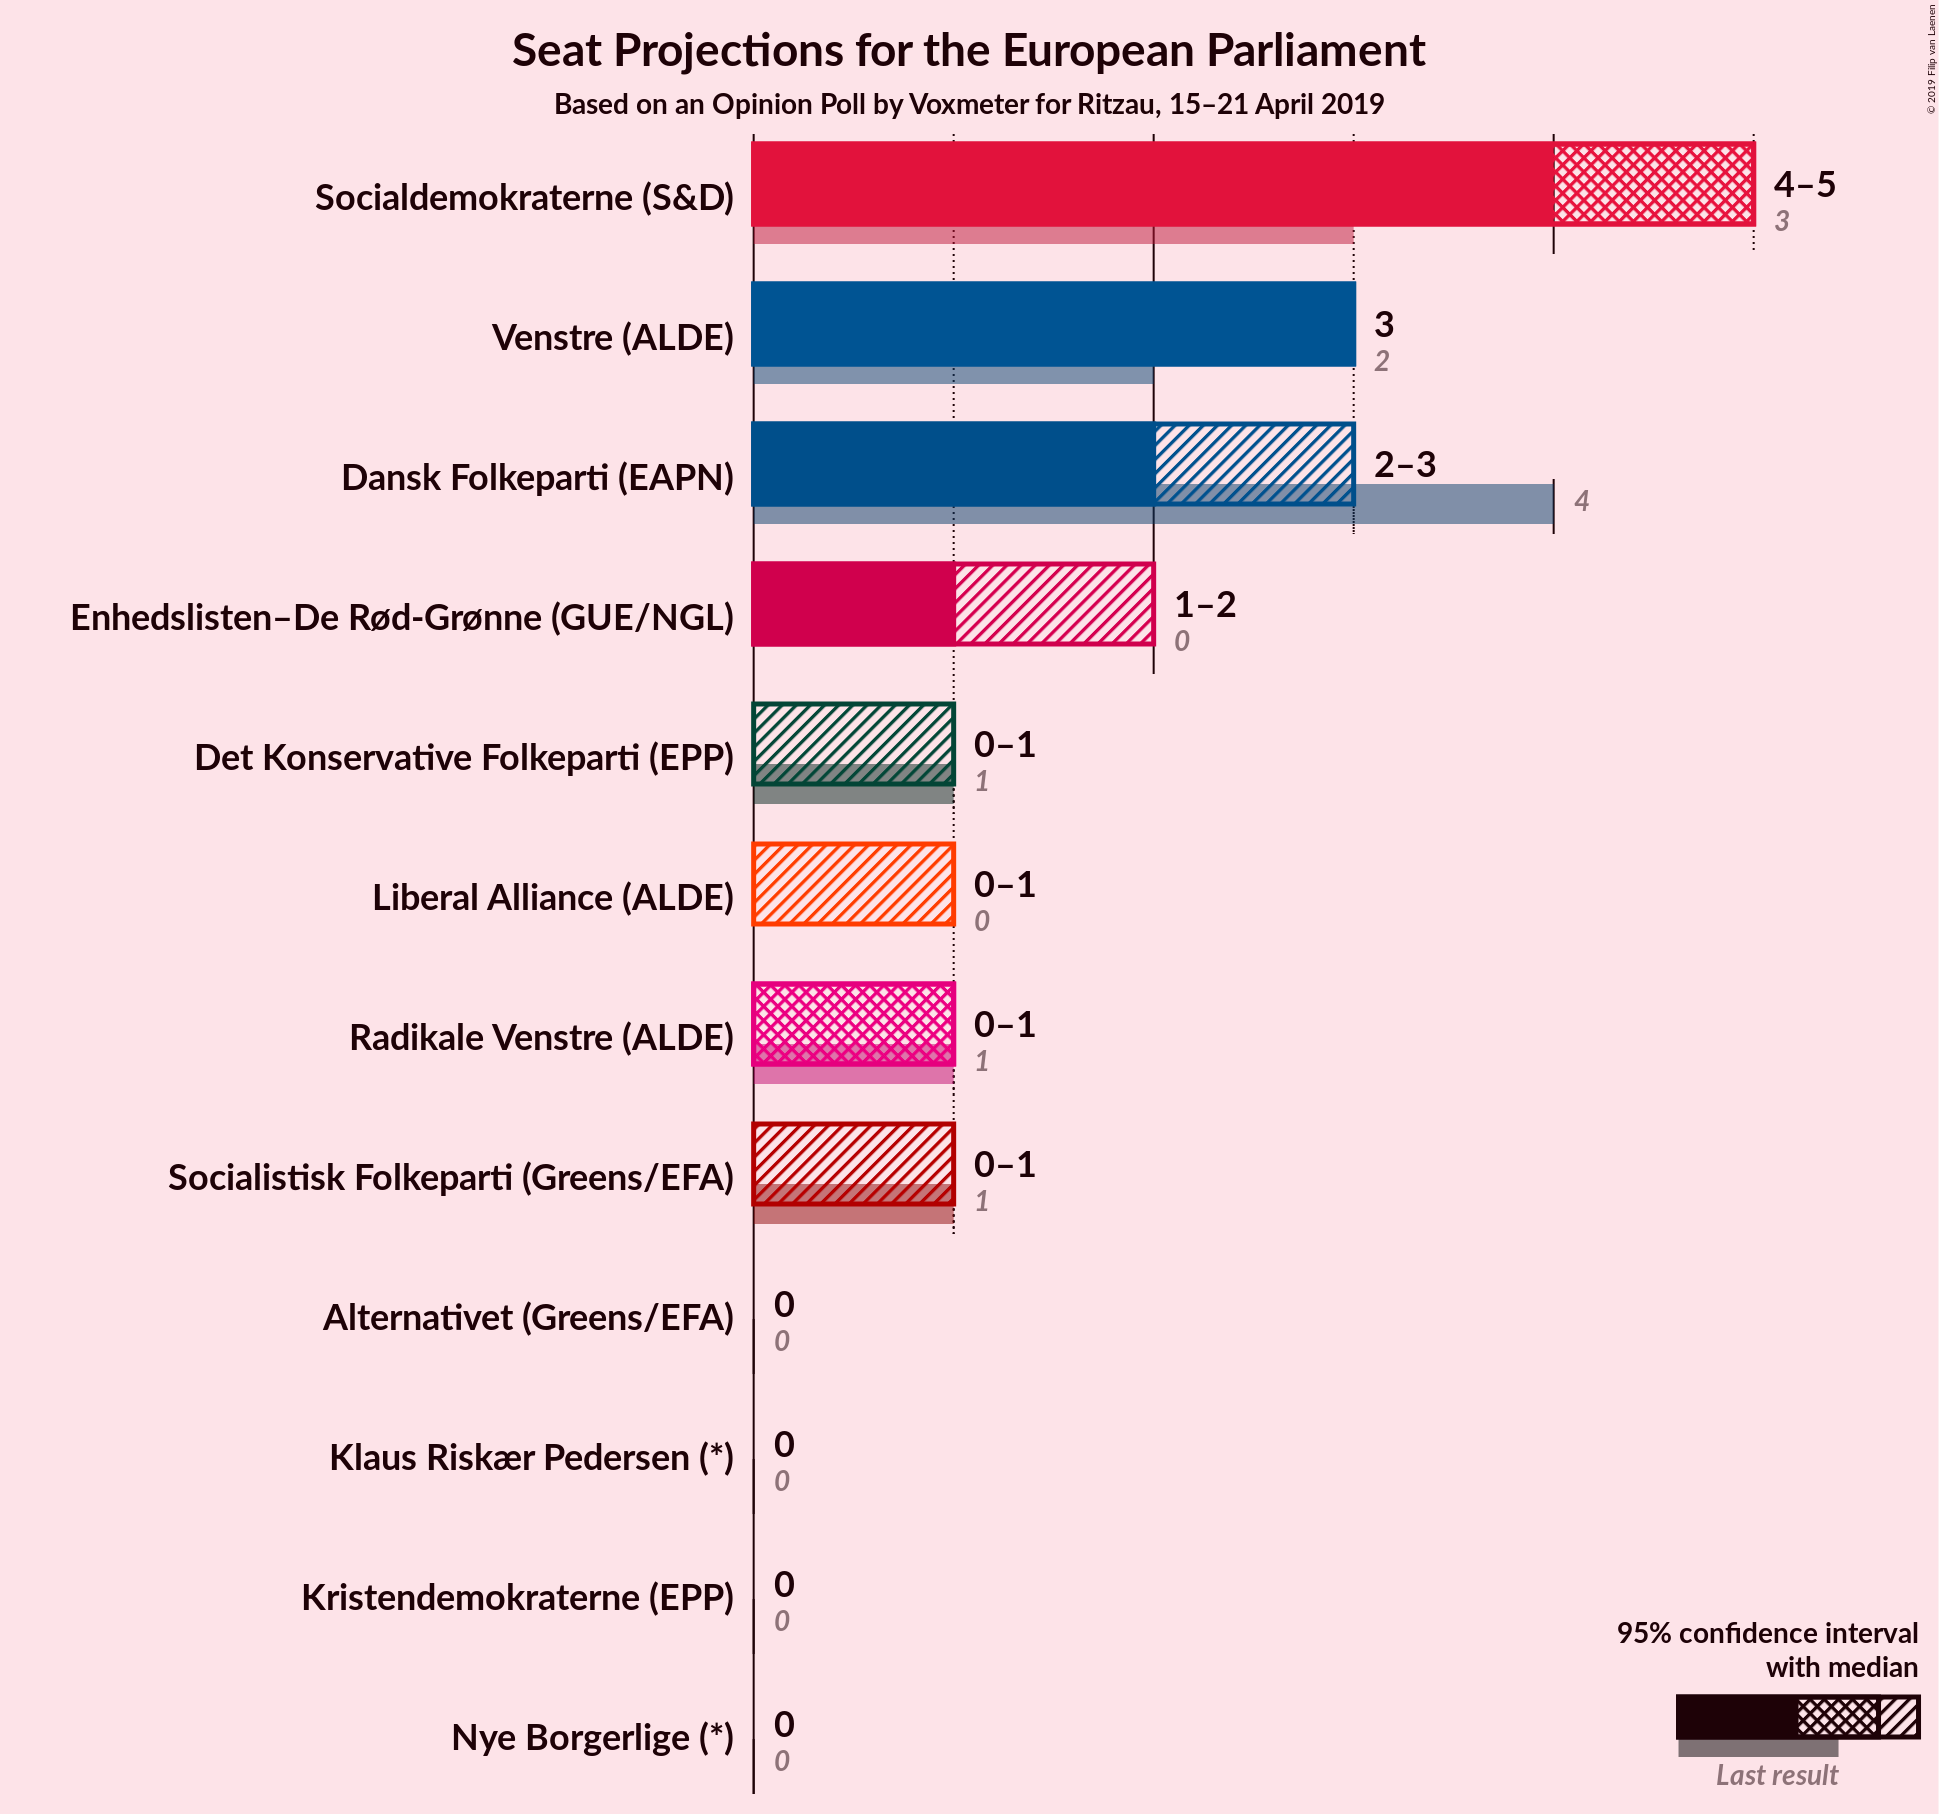 Seat Projections for the European Parliament
Based on an Opinion Poll by Voxmeter for Ritzau, 15–21 April 2019
© 2019 Filip van Laenen
Socialdemokraterne (S&D)
4–5
3
Venstre (ALDE)
3
2
Dansk Folkeparti (EAPN)
2–3
4
Enhedslisten–De Rød-Grønne (GUE/NGL)
1–2
0
Det Konservative Folkeparti (EPP)
0–1
1
Liberal Alliance (ALDE)
0–1
0
Radikale Venstre (ALDE)
0–1
1
Socialistisk Folkeparti (Greens/EFA)
0–1
1
Alternativet (Greens/EFA)
0
0
Klaus Riskær Pedersen (*)
0
0
Kristendemokraterne (EPP)
0
0
Nye Borgerlige (*)
0
0
95% confidence interval
with median
Last result